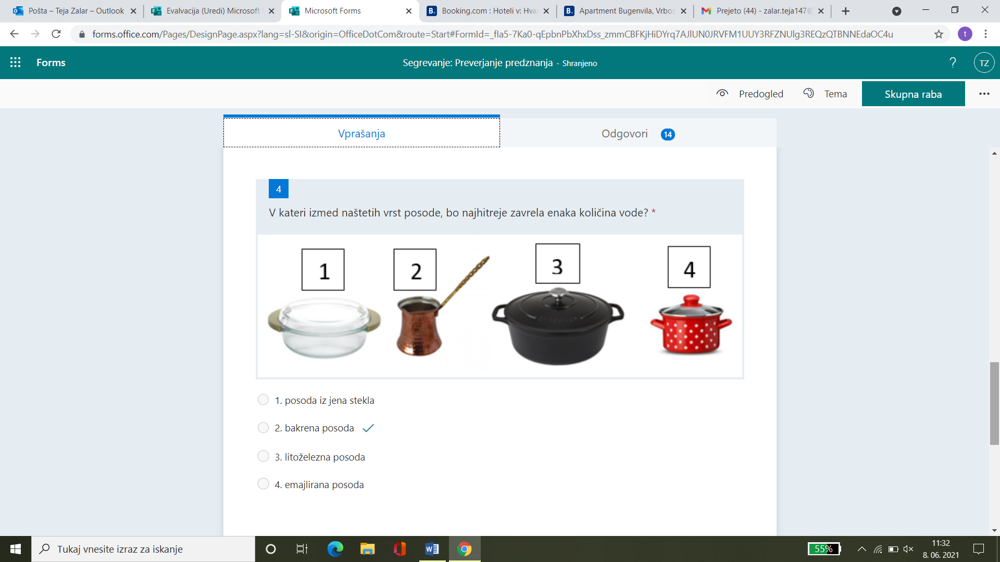 Pošta – Teja Zalar – Outlook
Evalvacija (Uredi) Microsoft
Microsoft Forms
Booking.com : Hoteli v: Hva
Apartment Bugenvila, Vrbos
Prejeto (44) - zalar.teja147@
forms.office.com/Pages/DesignPage.aspx?lang=sl-SI&origin=OfficeDotCom&route=Start#FormId=_fIa5-7Ka0-qEpbnPbXhxDss_zmmCBFKjHiDYrq7AJlUN0JRVFM1UUY3RFZNUlg3REQzQTBNNEdaOC4u
t
Forms
Segrevanje: Preverjanje predznanja - Shranjeno
?
TZ
Predogled
Tema
Skupna raba
Vprašanja
Odgovori 14
4
V kateri izmed naštetih vrst posode, bo najhitreje zavrela enaka količina vode? *
1
2
3
4
1. posoda iz jena stekla
2. bakrena posoda
3. litoželezna posoda
4. emajlirana posoda
Tukaj vnesite izraz za iskanje
55%
11:32
8. 06. 2021